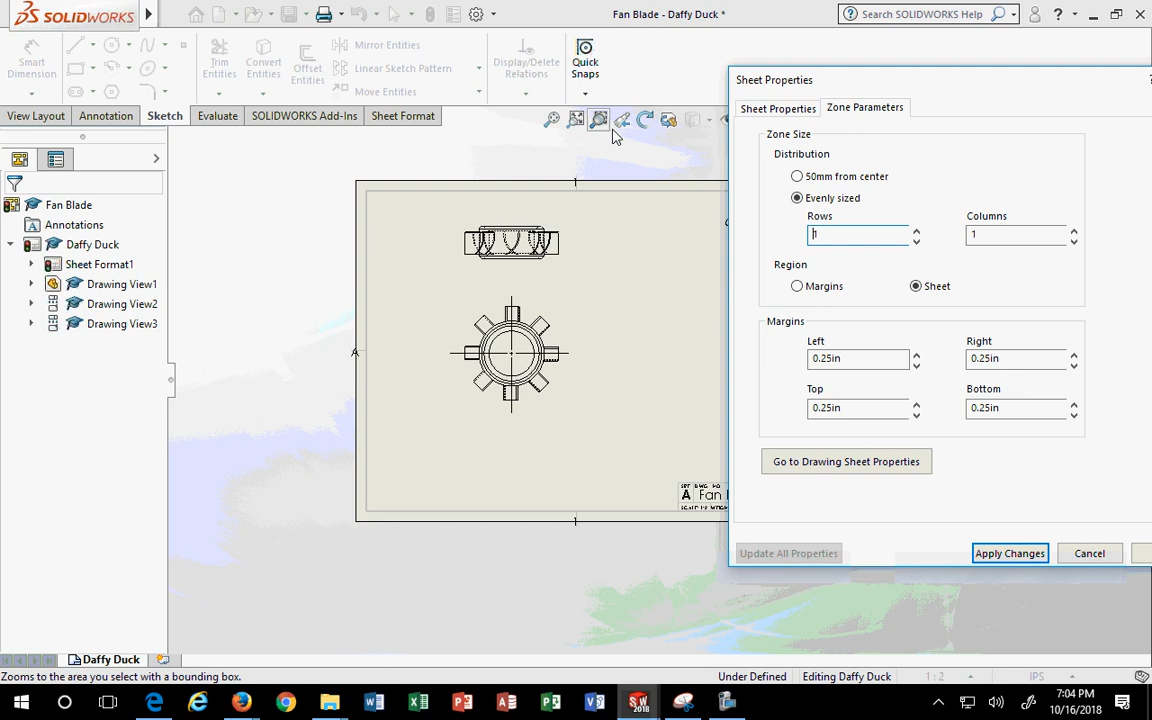 SOLIDWORKS
Fan Blade - Daffy Duck *
Search SOLIDWORKS Help
Smart Dimension
Trim Entities
Convert Entities
Offset Entities
Mirror Entities
Linear Sketch Pattern
Move Entities
Display/Delete Relations
Quick Snaps
View Layout
Annotation
Sketch
Evaluate
SOLIDWORKS Add-Ins
Sheet Format
Fan Blade
Annotations
Daffy Duck
Sheet Format1
Drawing View1
Drawing View2
Drawing View3
1
A
A Fan
1
Sheet Properties
?
Sheet Properties
Zone Parameters
Zone Size
Distribution
50mm from center
Evenly sized
Rows
Columns
1
1
Region
Margins
Sheet
Margins
Left
Right
0.25in
0.25in
Top
Bottom
0.25in
0.25in
Go to Drawing Sheet Properties
Update All Properties
Apply Changes
Cancel
Daffy Duck
Zooms to the area you select with a bounding box.
Under Defined
Editing Daffy Duck
1 : 2
IPS
7:04 PM
10/16/2018
SW
2018